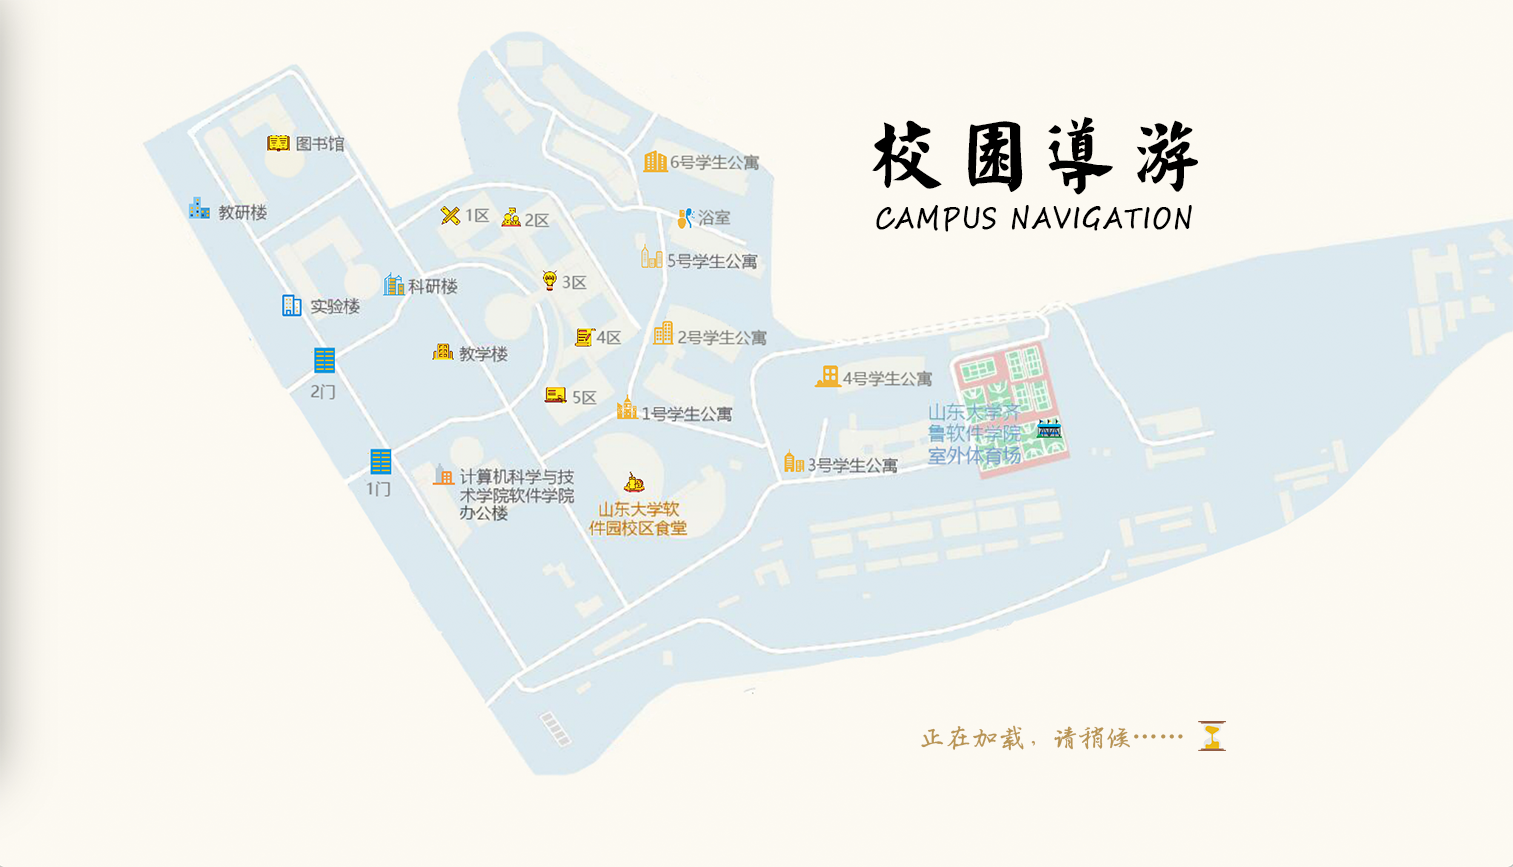 校园導游
CAMPUS NAVIGATION
图书馆
6号学生公寓
教研楼
1区
2区
浴室
5号学生公寓
科研楼
3区
实验楼
4区
2号学生公寓
教学楼
2门
4号学生公寓
5区
1号学生公寓
山东大学齐
鲁软件学院
室外体育场
3号学生公寓
1门
计算机科学与技
术学院软件学院
办公楼
山东大学软
件园校区食堂
正在加载，请稍候……